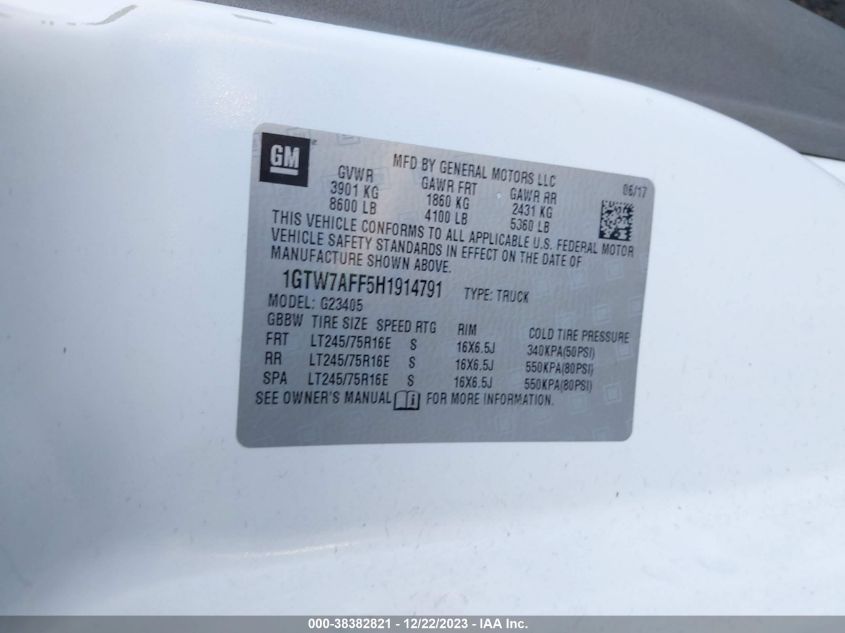 GM
MFD BY GENERAL MOTORS LLC
06/17
GVWR GAWR FRT GAWR RR
3901 KG 1860 KG 2431 KG
8600 LB 4100 LB 5360 LB
THIS VEHICLE CONFORMS TO ALL APPLICABLE U.S. FEDERAL MOTOR
VEHICLE SAFETY STANDARDS IN EFFECT ON THE DATE OF
MANUFACTURE SHOWN ABOVE.
1GTW7AFF5H1914791 TYPE: TRUCK
MODEL: G23405
GBBW TIRE SIZE SPEED RTG RIM COLD TIRE PRESSURE
FRT LT245/75R16E S 16X6.5J 340KPA(50PSI)
RR LT245/75R16E S 16X6.5J 550KPA(80PSI)
SPA LT245/75R16E S 16X6.5J 550KPA(80PSI)
SEE OWNER'S MANUAL i FOR MORE INFORMATION.
000-38382821 - 12/22/2023 - IAA Inc.